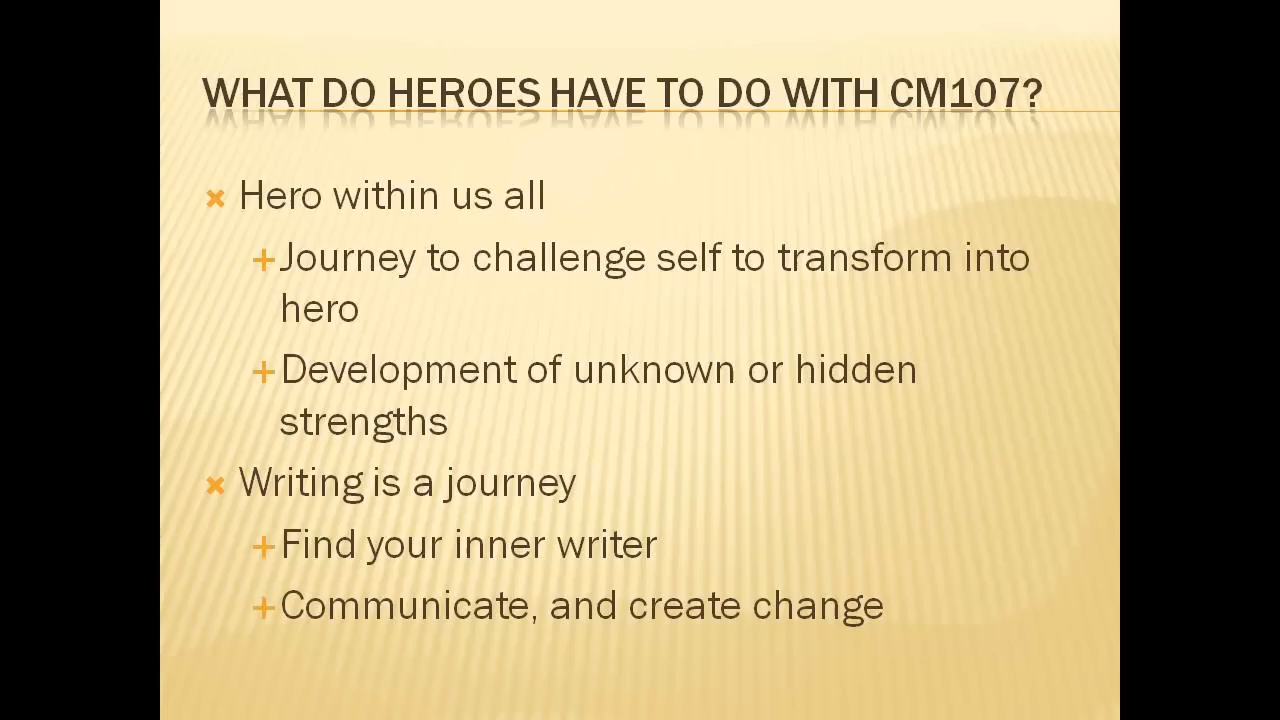 WHAT DO HEROES HAVE TO DO WITH CM107?
Hero within us all
Journey to challenge self to transform into
hero
Development of unknown or hidden
strengths
Writing is a journey
Find your inner writer
Communicate, and create change